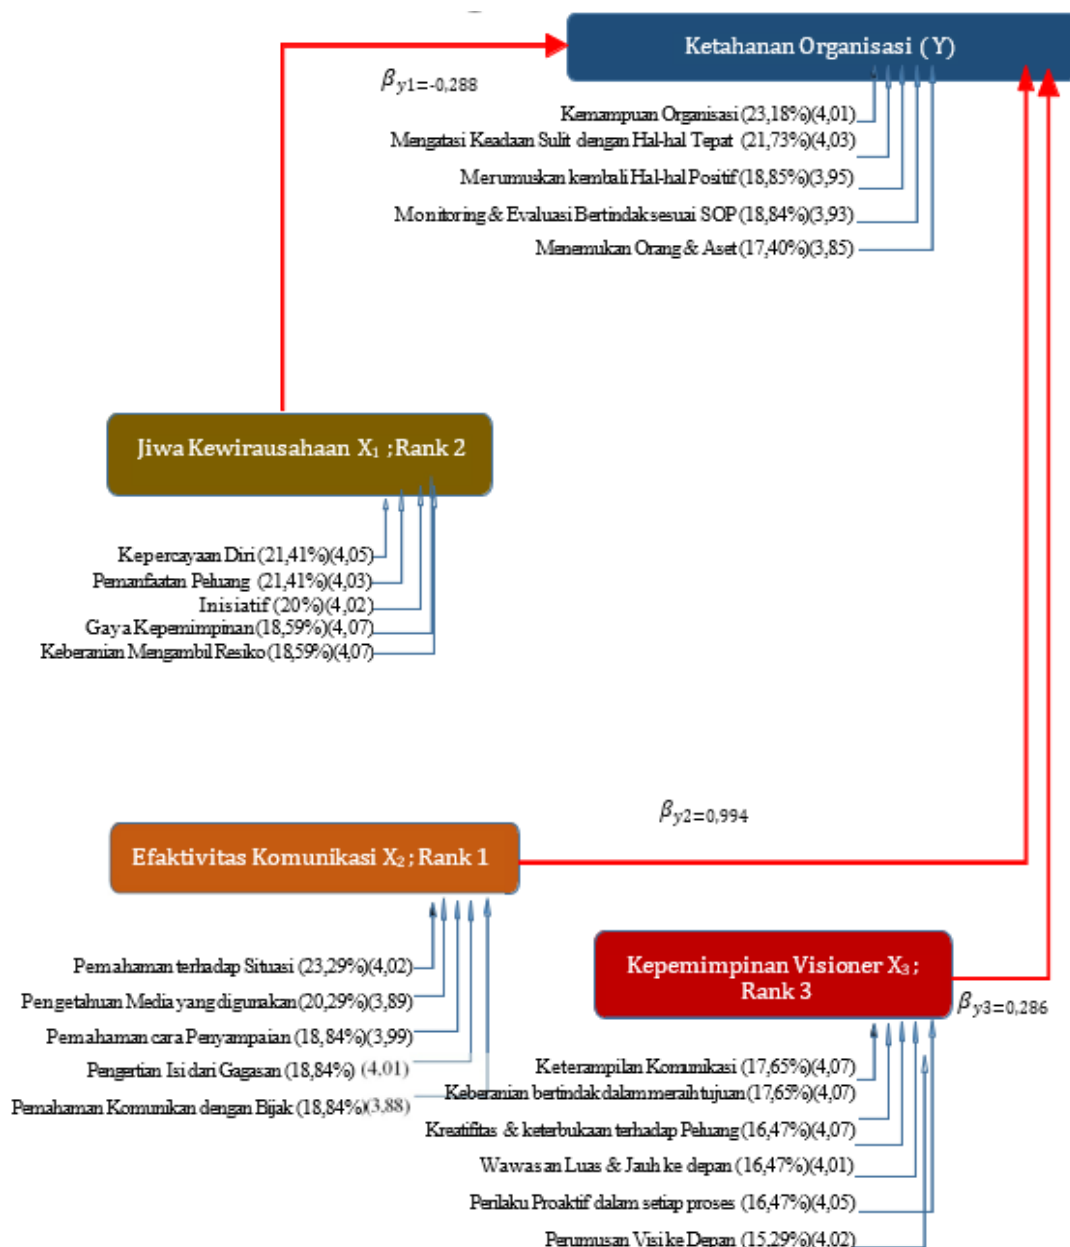 Ketahanan Organisasi (Y)
βy1=-0,288
Kemampuan Organisasi (23,18%)(4,01)
Mengatasi Keadaan Sulit dengan Hal-hal Tepat (21,73%)(4,03)
Merumuskan kembali Hal-hal Positif (18,85%)(3,95)
Monitoring & Evaluasi Bertindak sesuai SOP (18,84%)(3,93)
Menemukan Orang & Aset (17,40%)(3,85)
Jiwa Kewirausahaan X₁ ; Rank 2
Kepercayaan Diri (21,41%)(4,05)
Pemanfaatan Peluang (21,41%)(4,03)
Inisiatif (20%)(4,02)
Gaya Kepemimpinan (18,59%)(4,07)
Keberanian Mengambil Resiko (18,59%)(4,07)
βy2=0,994
Efaktivitas Komunikasi X₂ ; Rank 1
Pemahaman terhadap Situasi (23,29%)(4,02)
Pengetahuan Media yang digunakan (20,29%)(3,89)
Pemahaman cara Penyampaian (18,84%)(3,99)
Pengertian Isi dari Gagasan (18,84%) (4,01)
Pemahaman Komunikan dengan Bijak (18,84%)(3,88)
Kepemimpinan Visioner X₃ ;
Rank 3
βy3=0,286
Keterampilan Komunikasi (17,65%)(4,07)
Keberanian bertindak dalam meraih tujuan (17,65%)(4,07)
Kreatifitas & keterbukaan terhadap Peluang (16,47%)(4,07)
Wawasan Luas & Jauh ke depan (16,47%)(4,01)
Perilaku Proaktif dalam setiap proses (16,47%)(4,05)
Perumusan Visi ke Depan (15,29%)(4,02)